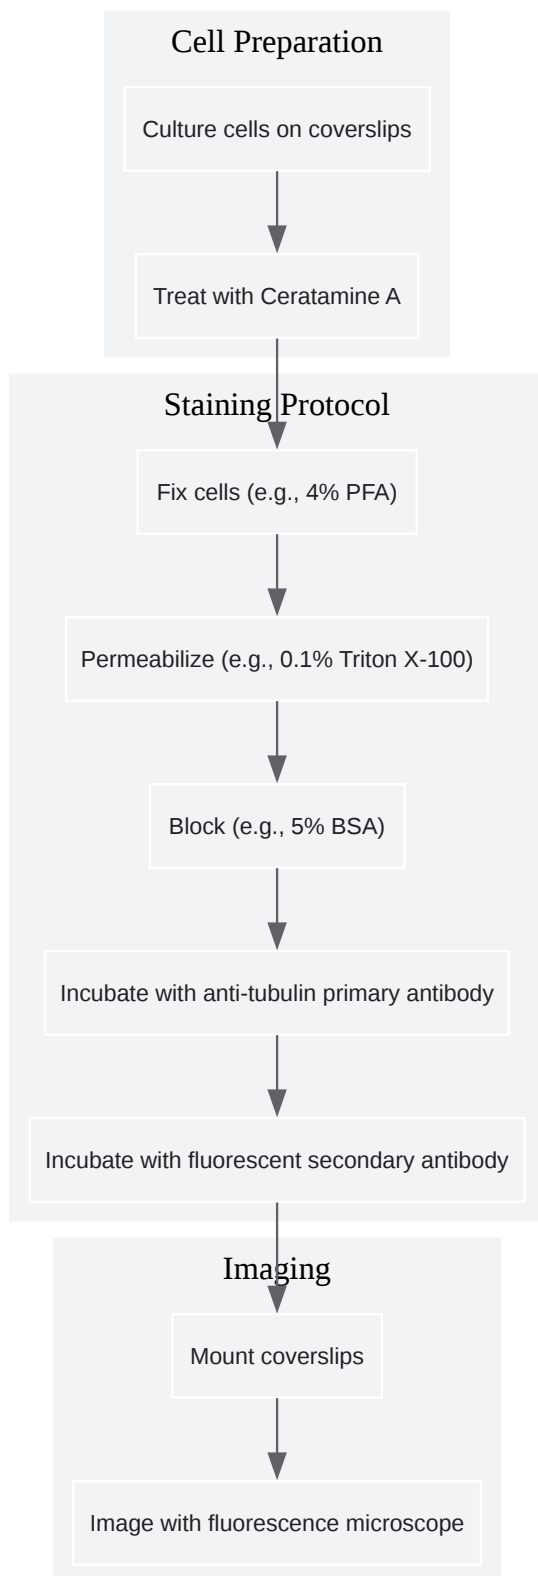 Cell Preparation
Culture cells on coverslips
Treat with Ceratamine A
Staining Protocol
Fix cells (e.g., 4% PFA)
Permeabilize (e.g., 0.1% Triton X-100)
Block (e.g., 5% BSA)
Incubate with anti-tubulin primary antibody
Incubate with fluorescent secondary antibody
Imaging
Mount coverslips
Image with fluorescence microscope